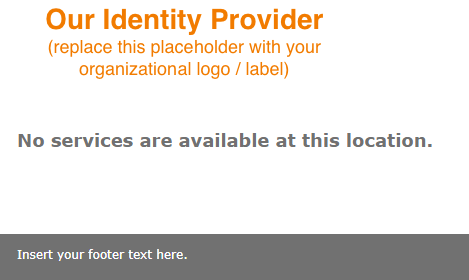 Our Identity Provider
(replace this placeholder with your
organizational logo / label)
No services are available at this location.
Insert your footer text here.